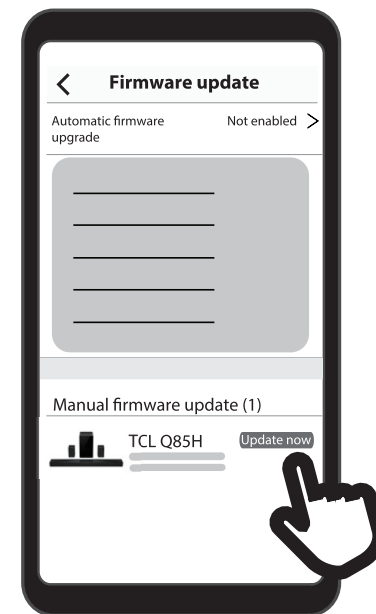 Firmware update
Automatic firmware Not enabled
upgrade
Manual firmware update (1)
TCL Q85H Update now